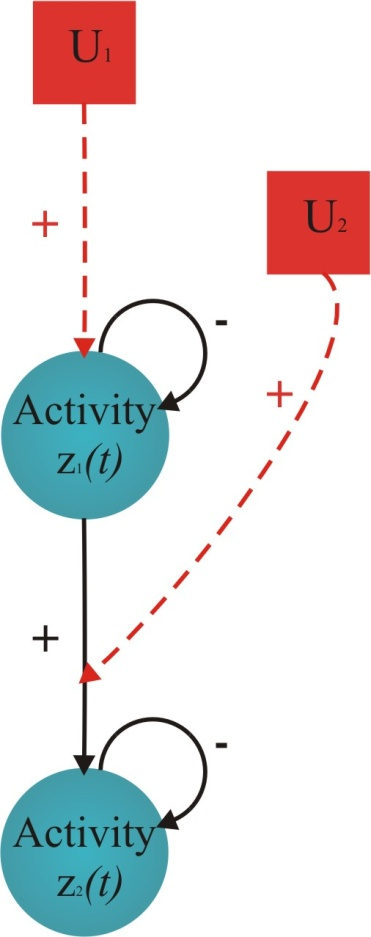 U₁
+
U₂
-
+
Activity
z₁(t)
+
-
Activity
z₂(t)